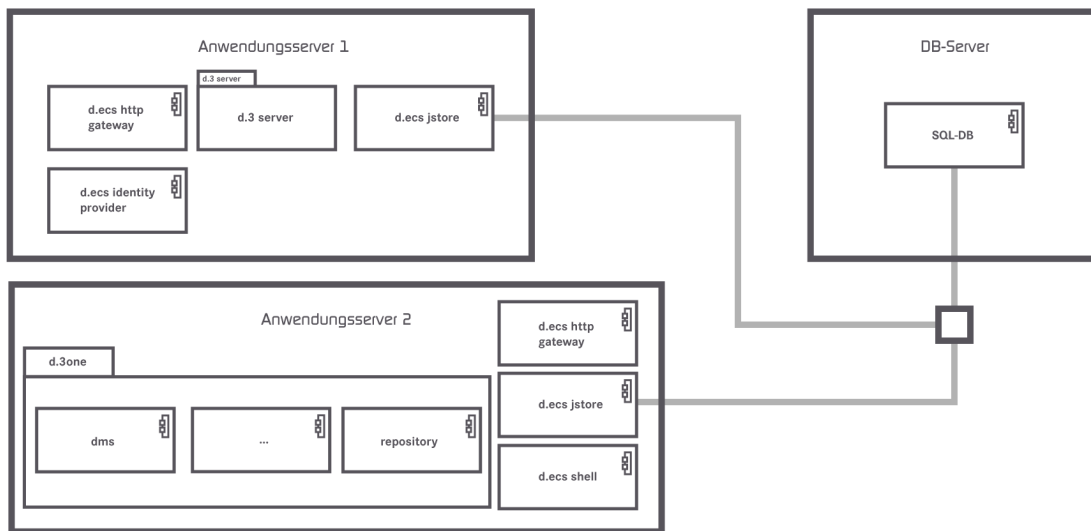 Anwendungsserver 1
d.3 server
d.ecs http
gateway
d.3 server
d.ecs jstore
d.ecs identity
provider
DB-Server
SQL-DB
Anwendungsserver 2
d.3one
dms
...
repository
d.ecs http
gateway
d.ecs jstore
d.ecs shell